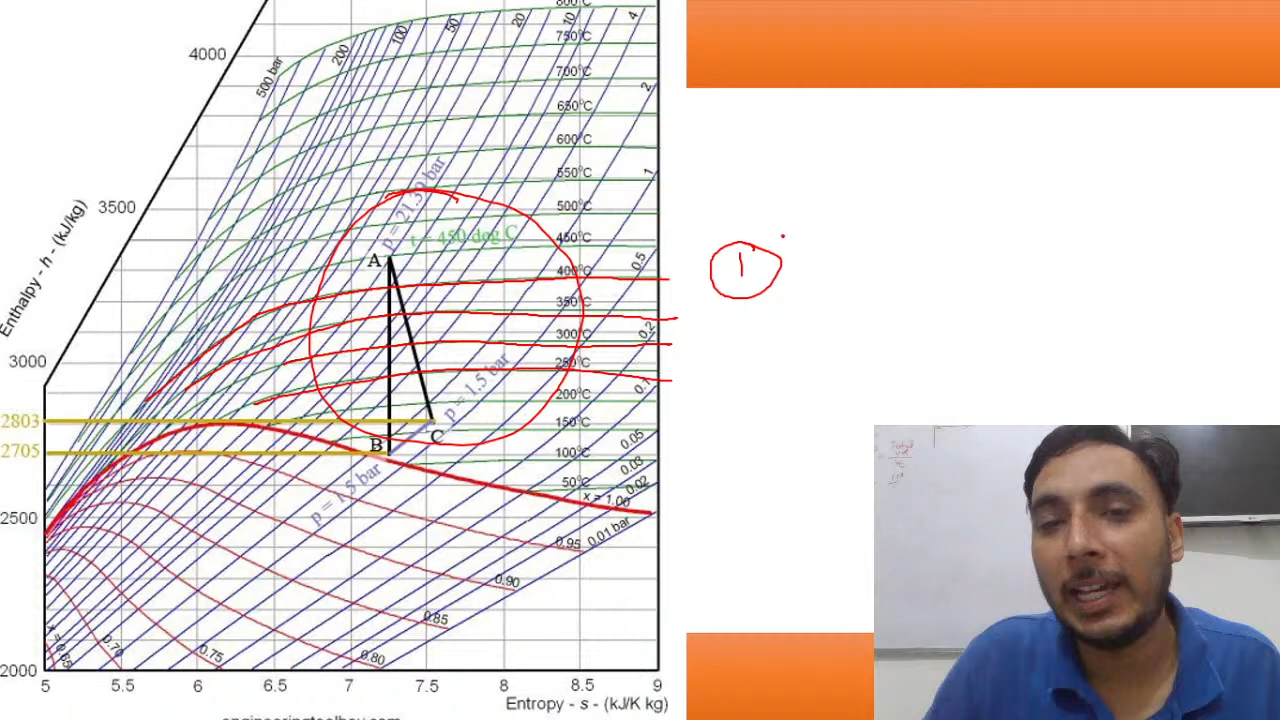 800°C
750°C
700°C
650°C
600°C
550°C
500°C
450°C
400°C
350°C
300°C
250°C
200°C
150°C
100°C
50°C
500 bar
200
100
50
20
10
4
2
1
0.5
0.2
0.1
0.05
0.03
0.02
0.01 bar
4000
3500
3000
2803
2705
2500
2000
Enthalpy - h - (kJ/kg)
p = 21.39 bar
t = 450 deg C
A
B
C
p = 1.5 bar
p = 1.5 bar
x = 1.00
0.95
0.90
0.85
0.80
0.75
0.70
x = 0.65
5
5.5
6
6.5
7
7.5
8
8.5
9
Entropy - s - (kJ/K kg)
1